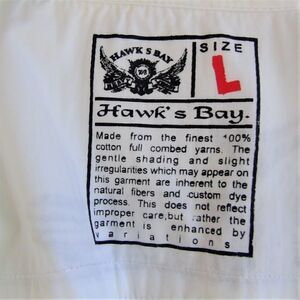 HAWK S BAY
SIZE
L
Hawk's Bay.
Made from the finest 100%
cotton full combed yarns. The
gentle shading and slight
irregularities which may appear on
this garment are inherent to the
natural fibers and custom dye
process. This does not reflect
improper care,but rather the
garment is enhanced by
variations